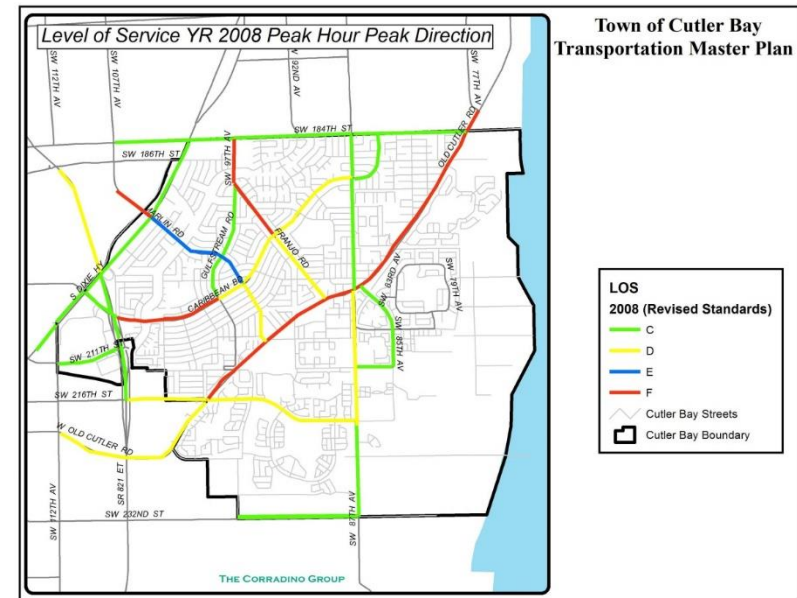 Level of Service YR 2008 Peak Hour Peak Direction
Town of Cutler Bay
Transportation Master Plan
SW 112TH AV
SW 107TH AV
SW 92ND AV
SW 77TH AV
OLD CUTLER RD
SW 184TH ST
SW 186TH ST
SW 97TH AV
MARLIN RD
GULFSTREAM RD
FRANJO RD
S DIXIE HY
CARIBBEAN B
SW 83RD AV
SW 79TH AV
SW 85TH AV
SW 211TH ST
SW 216TH ST
W OLD CUTLER RD
SW 112TH AV
SR 821 ET
SW 232ND ST
SW 87TH AV
THE CORRADINO GROUP
LOS
2008 (Revised Standards)
C
D
E
F
Cutler Bay Streets
Cutler Bay Boundary